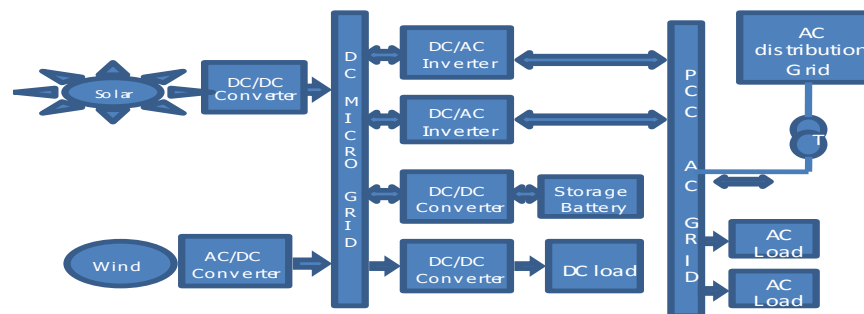 Solar
DC/DC
Converter
Wind
AC/DC
Converter
DC MICRO GRID
DC/AC
Inverter
DC/AC
Inverter
DC/DC
Converter
Storage
Battery
DC/DC
Converter
DC load
PCC AC GRID
AC
distribution
Grid
T
AC
Load
AC
Load